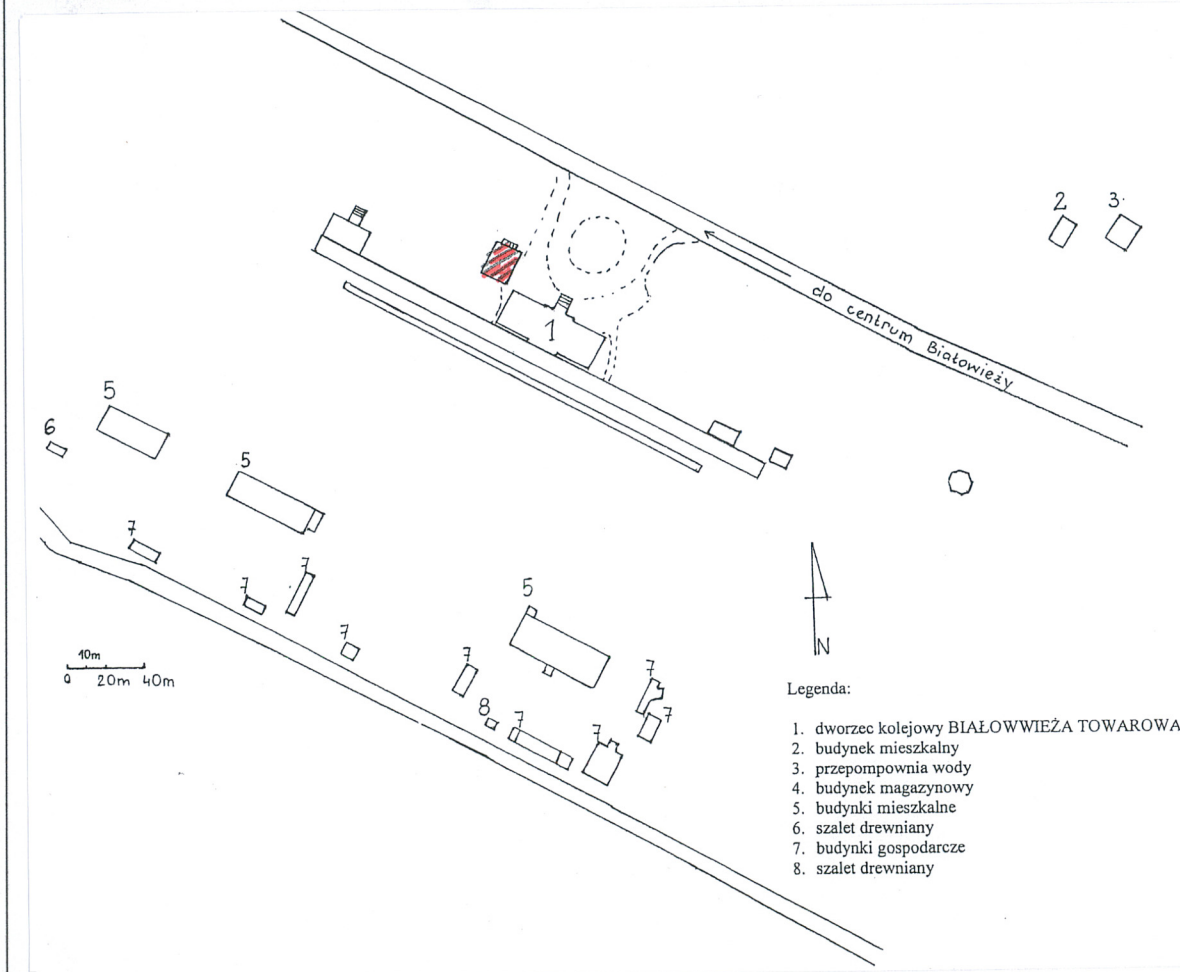 2 3.
do centrum Białowieży
1
5
6
5
7
7
7
7
5
7
7
7
8
7
7
N
10m
0 20m 40m
Legenda:
1. dworzec kolejowy BIAŁOWWIEŻA TOWAROWA
2. budynek mieszkalny
3. przepompownia wody
4. budynek magazynowy
5. budynki mieszkalne
6. szalet drewniany
7. budynki gospodarcze
8. szalet drewniany